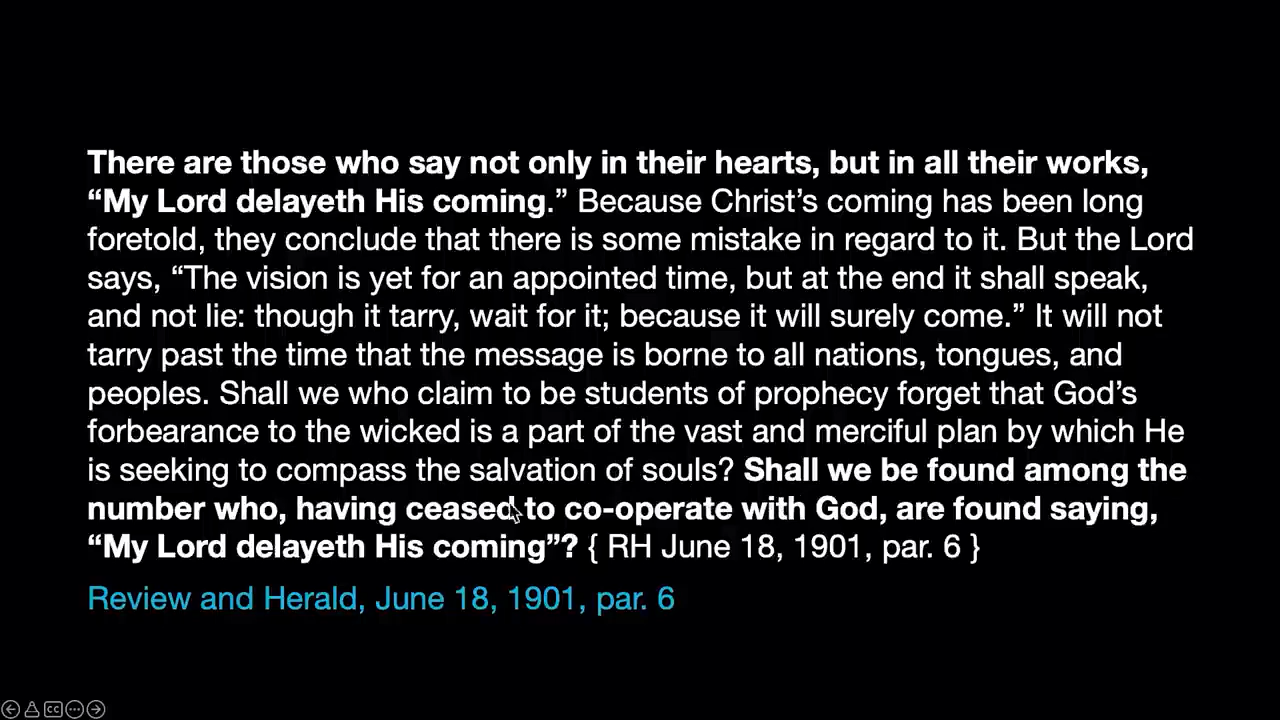 There are those who say not only in their hearts, but in all their works,
“My Lord delayeth His coming.” Because Christ’s coming has been long
foretold, they conclude that there is some mistake in regard to it. But the Lord
says, “The vision is yet for an appointed time, but at the end it shall speak,
and not lie: though it tarry, wait for it; because it will surely come.” It will not
tarry past the time that the message is borne to all nations, tongues, and
peoples. Shall we who claim to be students of prophecy forget that God’s
forbearance to the wicked is a part of the vast and merciful plan by which He
is seeking to compass the salvation of souls? Shall we be found among the
number who, having ceased to co-operate with God, are found saying,
“My Lord delayeth His coming”? { RH June 18, 1901, par. 6 }
Review and Herald, June 18, 1901, par. 6
CC